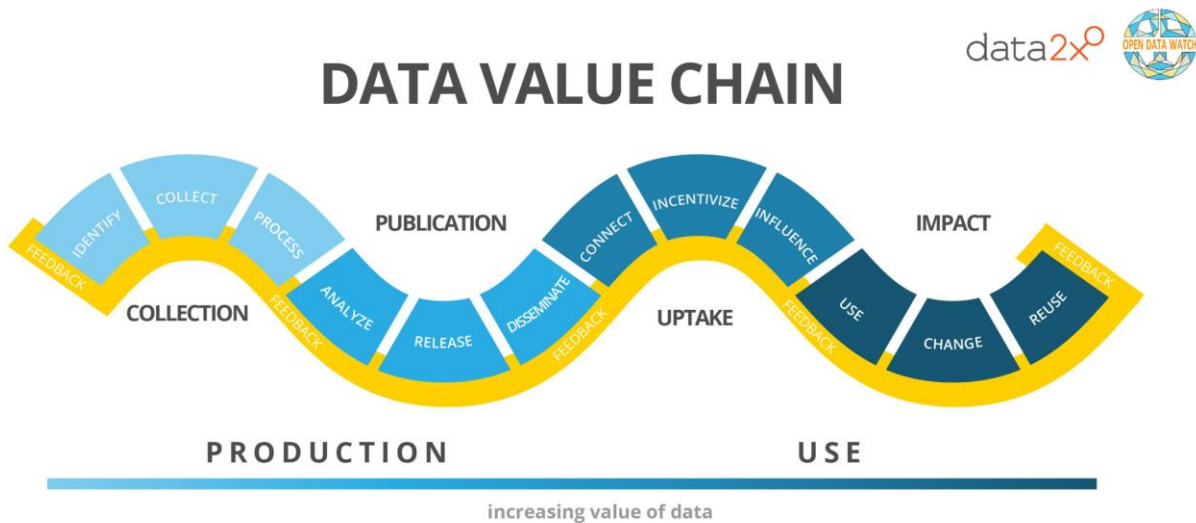 data2x
OPEN DATA WATCH
DATA VALUE CHAIN
IDENTIFY
COLLECT
PROCESS
ANALYZE
RELEASE
DISSEMINATE
CONNECT
INCENTIVIZE
INFLUENCE
USE
CHANGE
REUSE
FEEDBACK
FEEDBACK
FEEDBACK
FEEDBACK
FEEDBACK
COLLECTION
PUBLICATION
UPTAKE
IMPACT
PRODUCTION
USE
increasing value of data